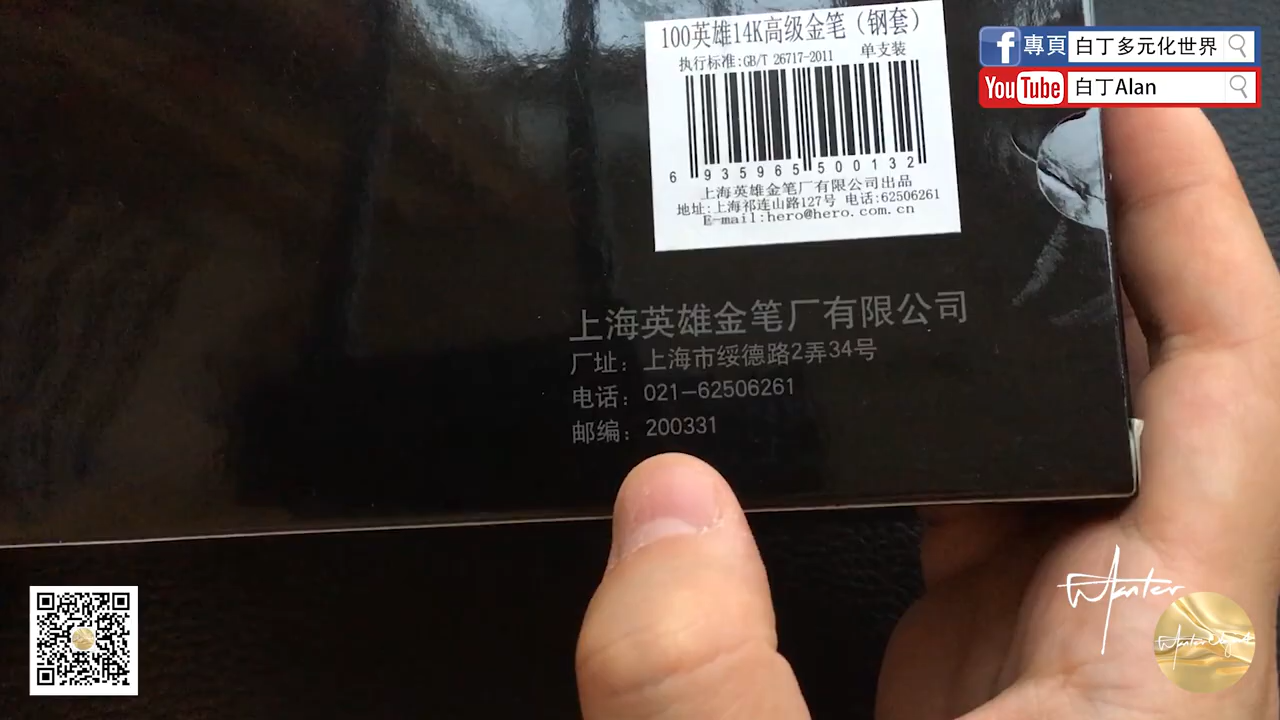 100英雄14K高级金笔（钢套）
执行标准:GB/T 26717-2011 单支装
6 935965 500132
上海英雄金笔厂有限公司出品
地址:上海祁连山路127号 电话:62506261
E-mail:hero@hero.com.cn
上海英雄金笔厂有限公司
厂址：上海市绥德路2弄34号
电话：021-62506261
邮编：200331
f 專頁 白丁多元化世界
YouTube 白丁Alan